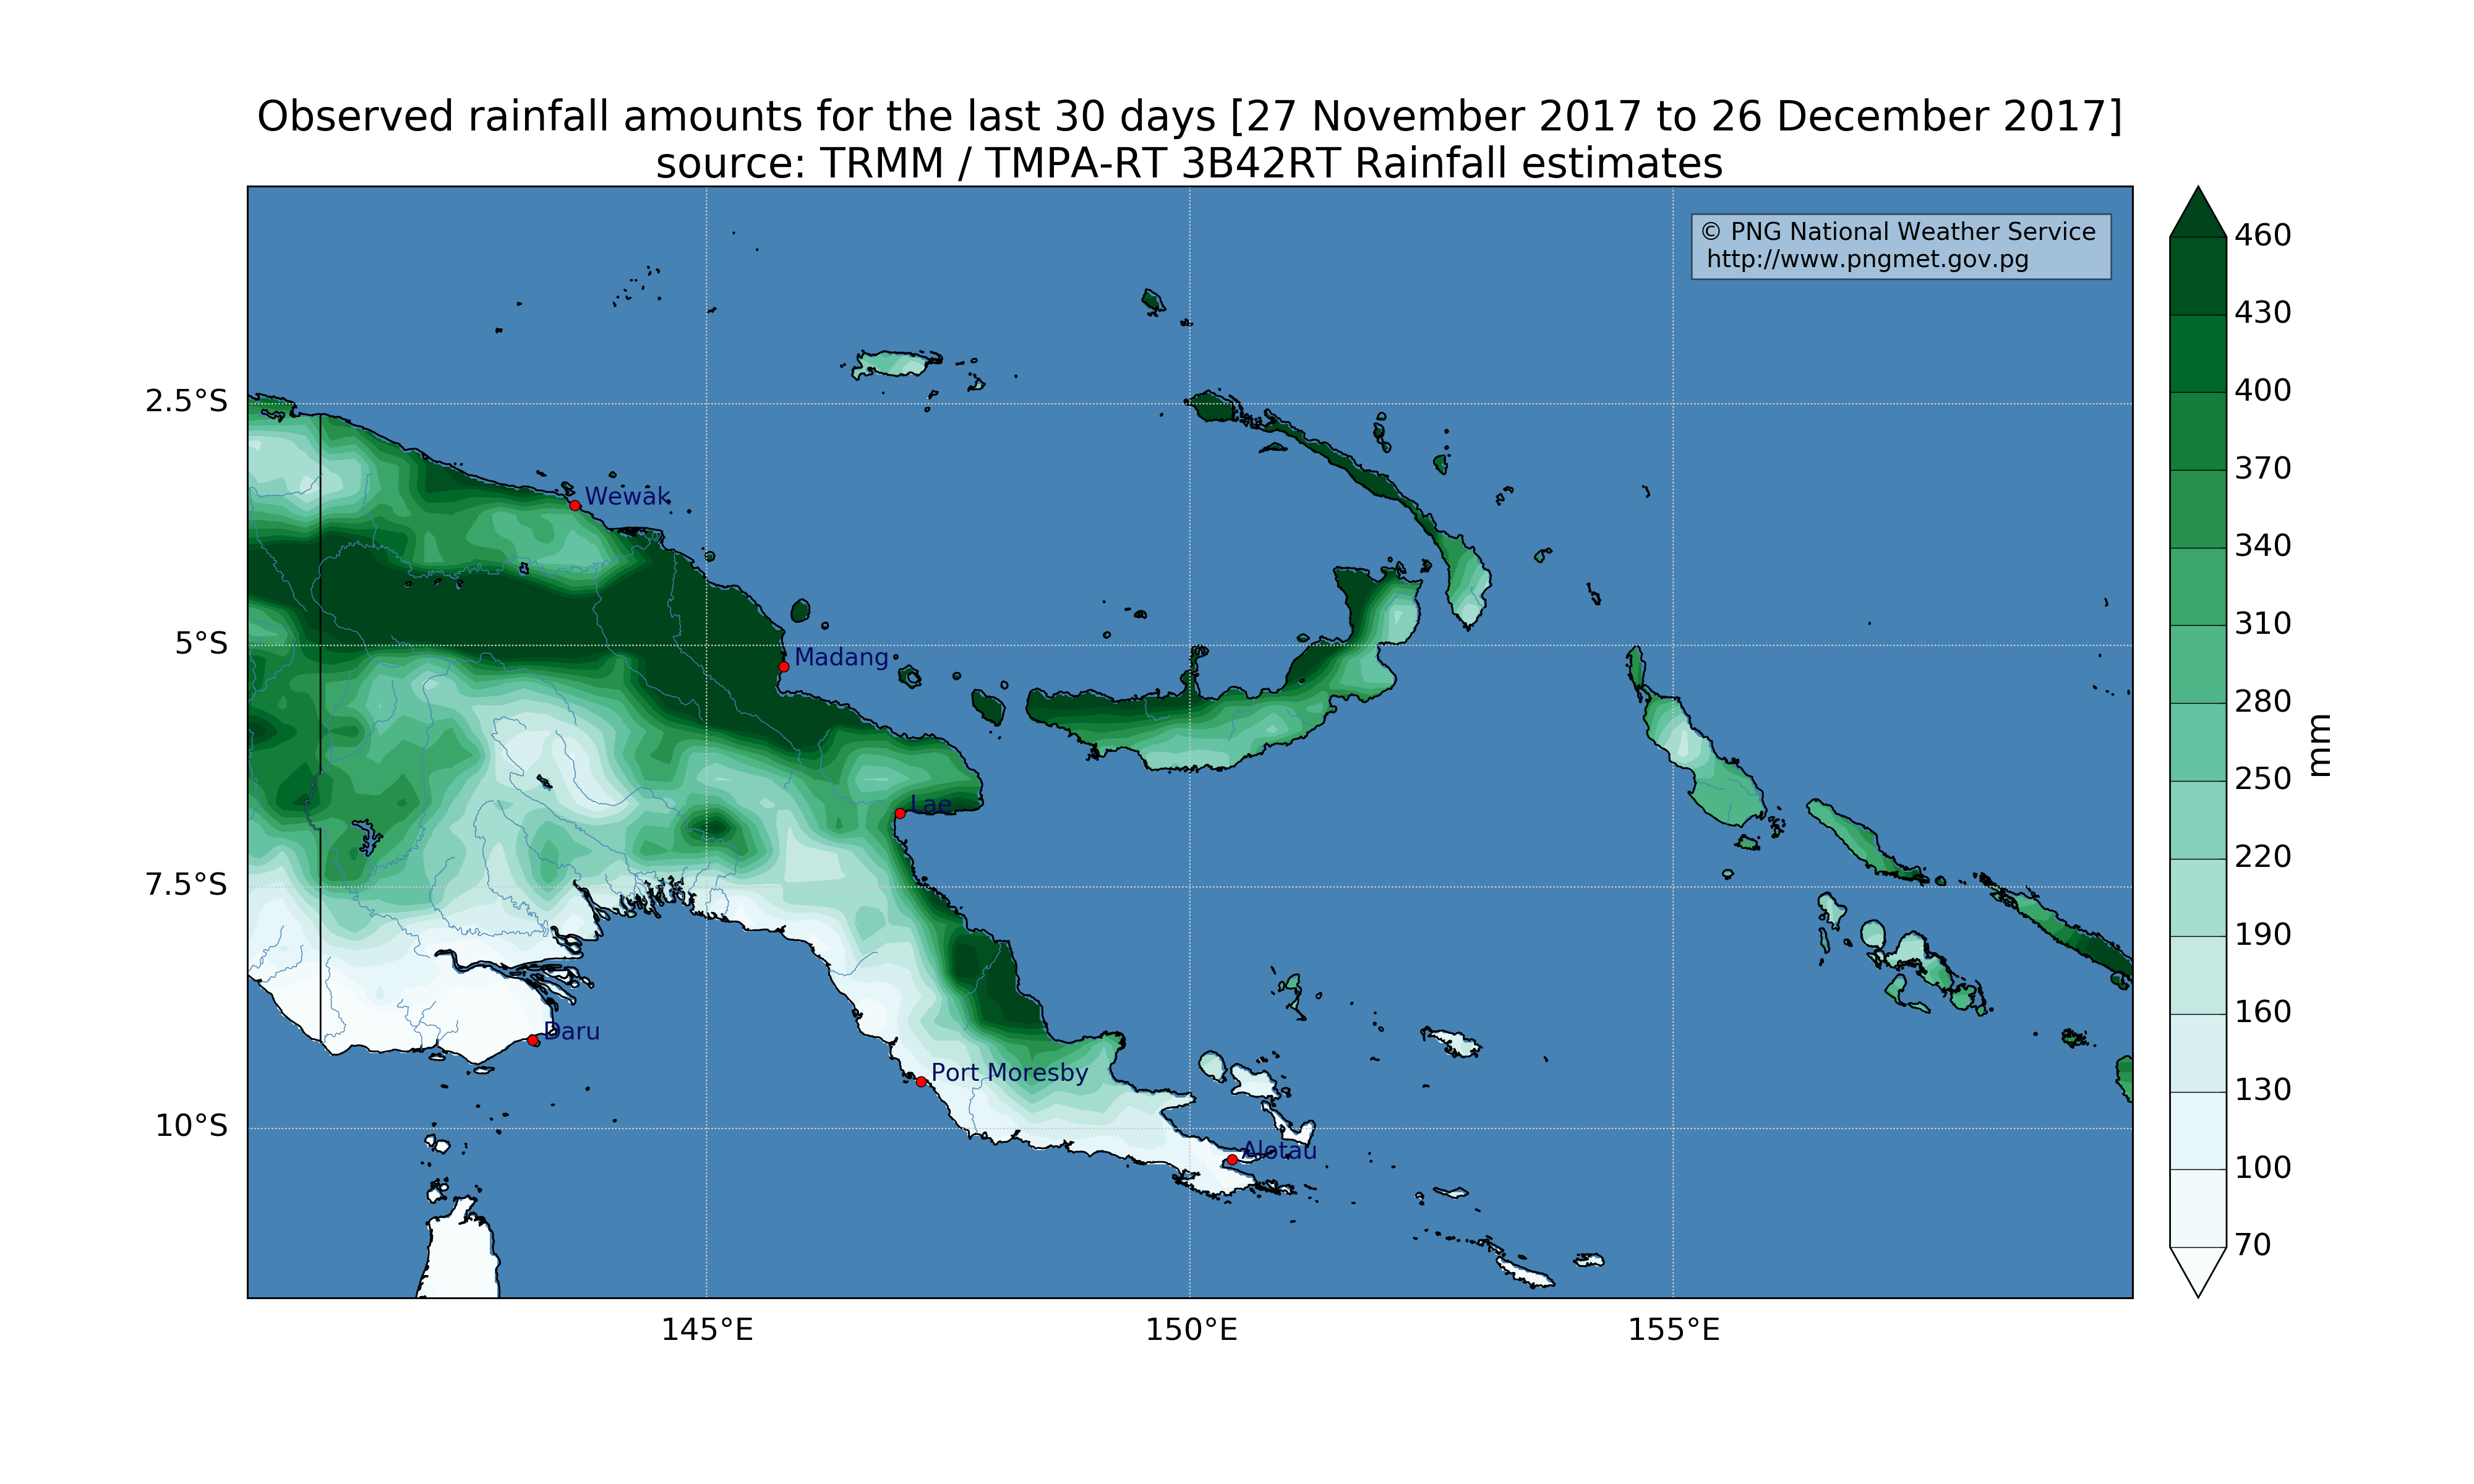 Observed rainfall amounts for the last 30 days [27 November 2017 to 26 December 2017]
source: TRMM / TMPA-RT 3B42RT Rainfall estimates
© PNG National Weather Service
http://www.pngmet.gov.pg
460
430
400
370
340
310
280
250
220
190
160
130
100
70
mm
2.5°S
5°S
7.5°S
10°S
Wewak
Madang
Lae
Daru
Port Moresby
Alotau
145°E
150°E
155°E